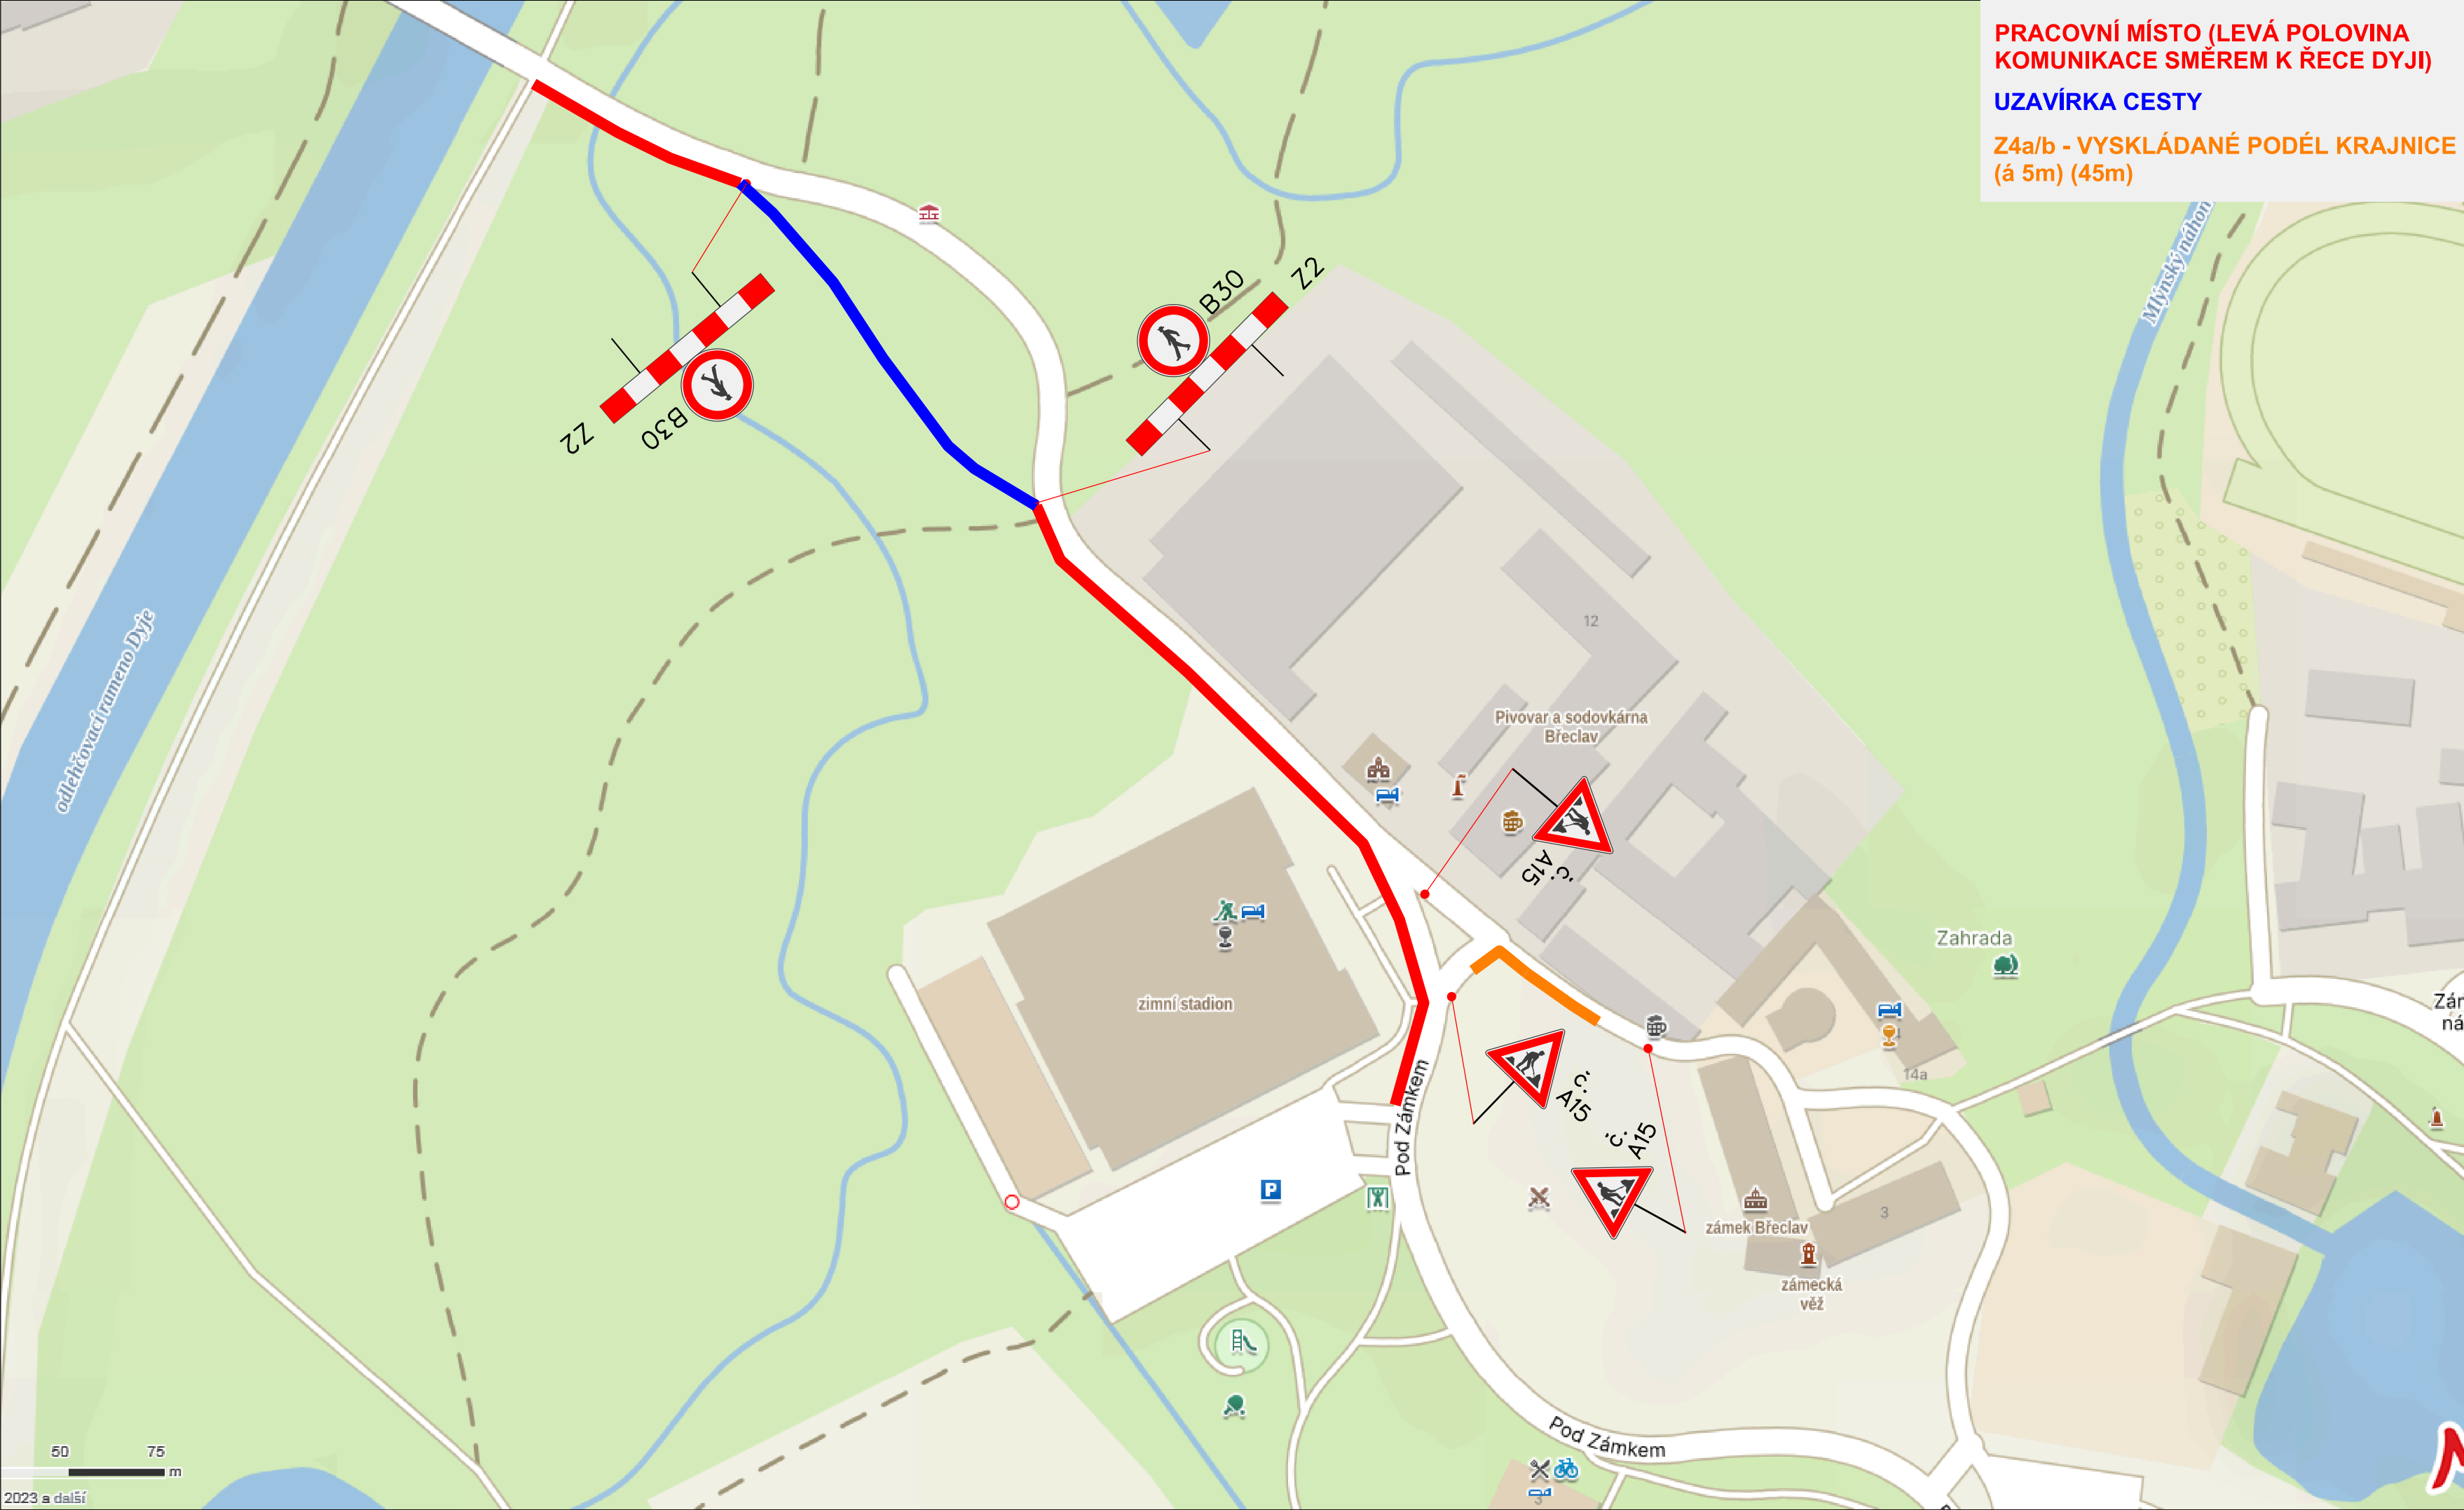 PRACOVNÍ MÍSTO (LEVÁ POLOVINA
KOMUNIKACE SMĚREM K ŘECE DYJI)
UZAVÍRKA CESTY
Z4a/b - VYSKLÁDANÉ PODÉL KRAJNICE
(á 5m) (45m)
Mlýnský náhon
B30
Z2
Z2
B30
odlehčovací rameno Dyje
12
Pivovar a sodovkárna
Břeclav
č.
A15
Zahrada
zimní stadion
č.
A15
č.
A15
14a
Pod Zámkem
P
3
zámek Břeclav
zámecká
věž
Pod Zámkem
3
50 75
m
2023 a další